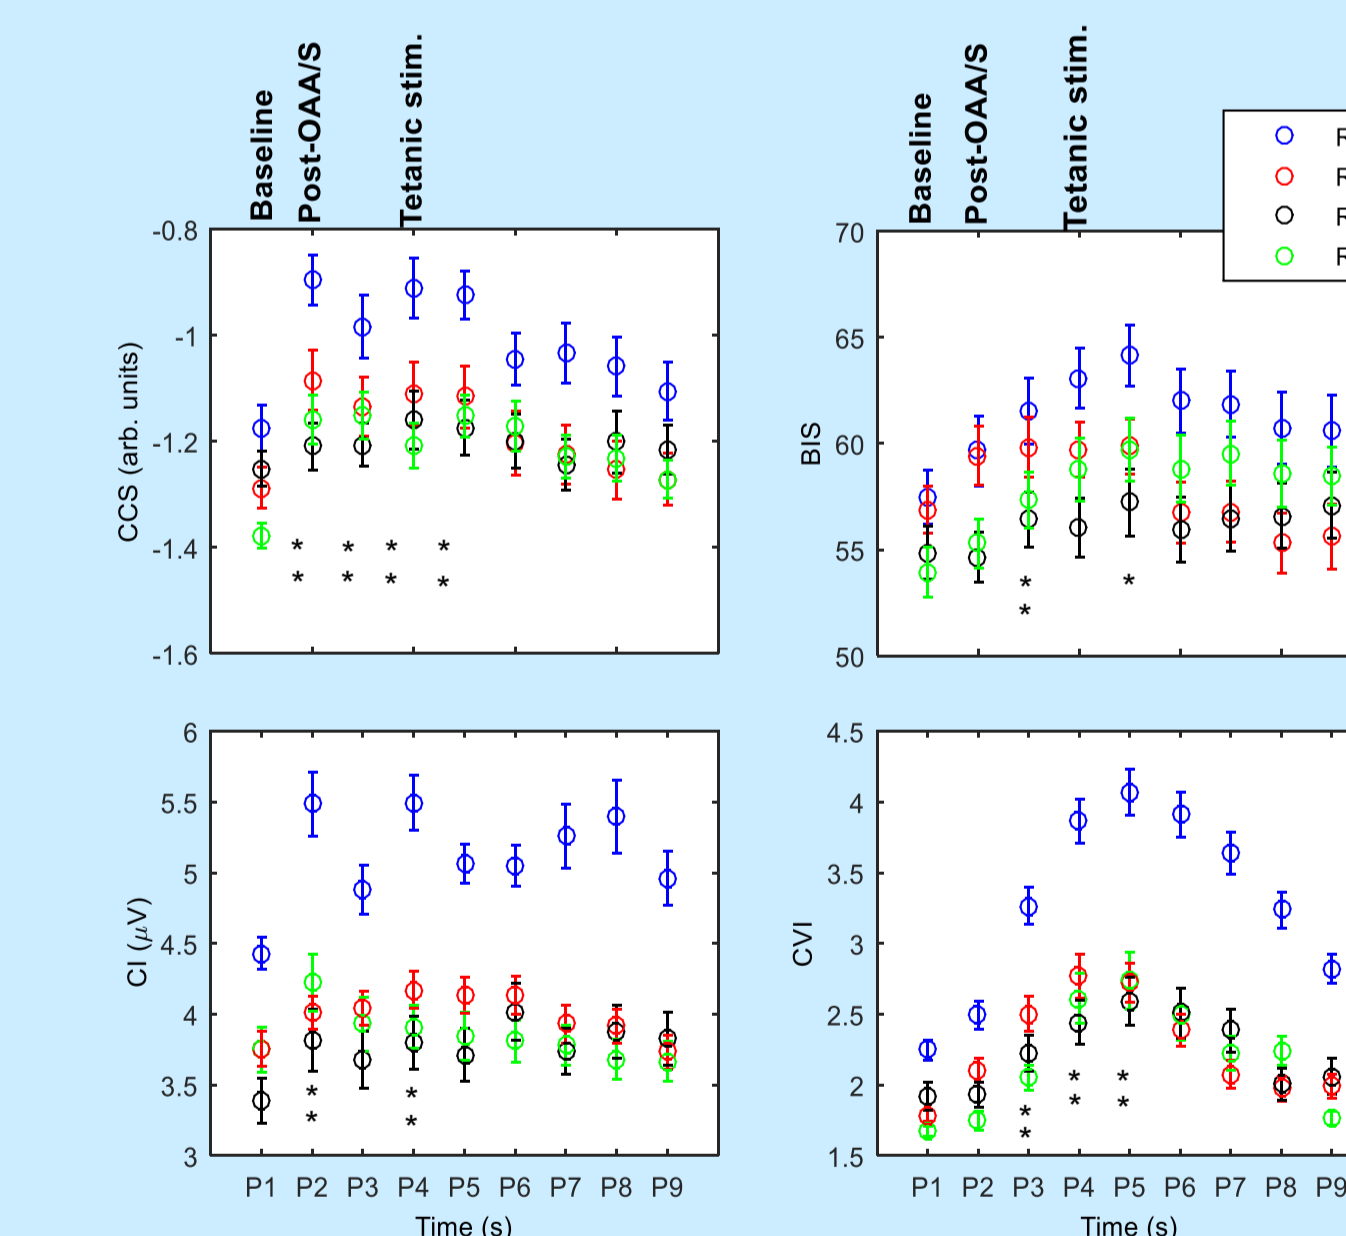 Baseline
Post-OAA/S
Tetanic stim.
Baseline
Post-OAA/S
Tetanic stim.
R
R
R
R
-0.8
-1
-1.2
-1.4
-1.6
CCS (arb. units)
*
*
*
*
*
*
*
*
70
65
60
55
50
BIS
*
*
*
6
5.5
5
4.5
4
3.5
3
CI (μV)
*
*
*
*
P1 P2 P3 P4 P5 P6 P7 P8 P9
Time (s)
4.5
4
3.5
3
2.5
2
1.5
CVI
*
*
*
*
*
*
P1 P2 P3 P4 P5 P6 P7 P8 P9
Time (s)